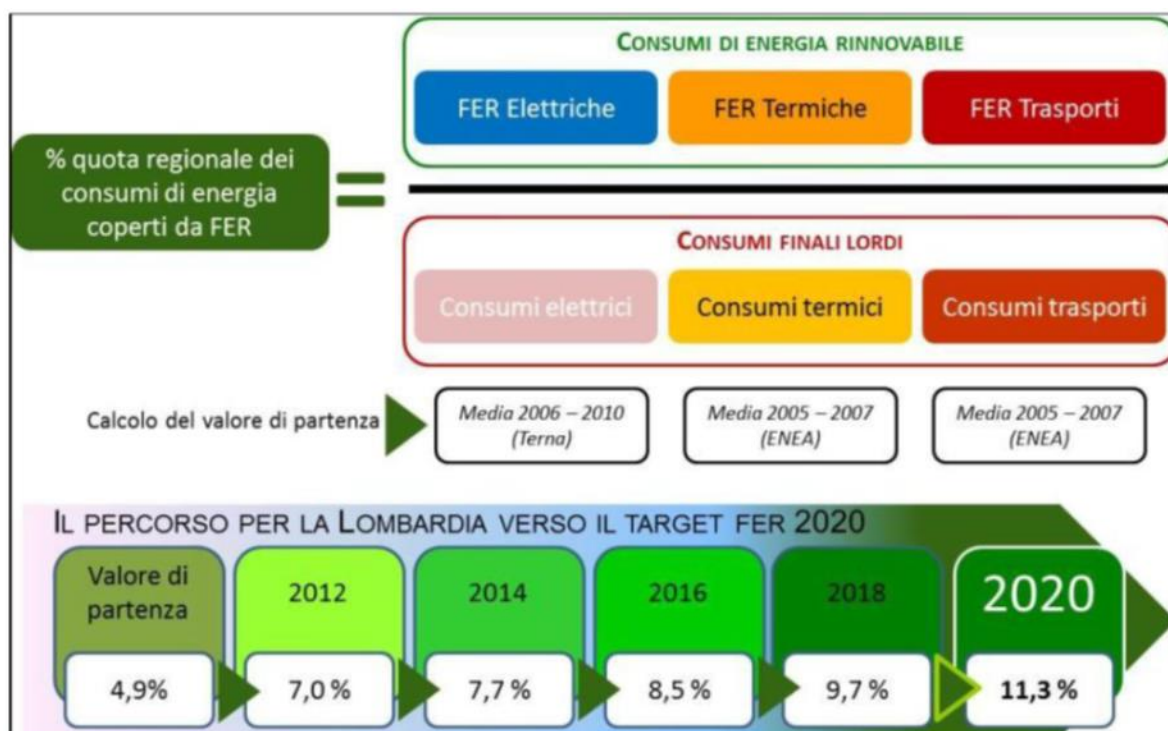 CONSUMI DI ENERGIA RINNOVABILE
FER Elettriche
FER Termiche
FER Trasporti
% quota regionale dei
consumi di energia
coperti da FER
=
CONSUMI FINALI LORDI
Consumi elettrici
Consumi termici
Consumi trasporti
Calcolo del valore di partenza
Media 2006 – 2010
(Terna)
Media 2005 – 2007
(ENEA)
Media 2005 – 2007
(ENEA)
IL PERCORSO PER LA LOMBARDIA VERSO IL TARGET FER 2020
Valore di
partenza
4,9%
2012
7,0 %
2014
7,7 %
2016
8,5 %
2018
9,7 %
2020
11,3 %